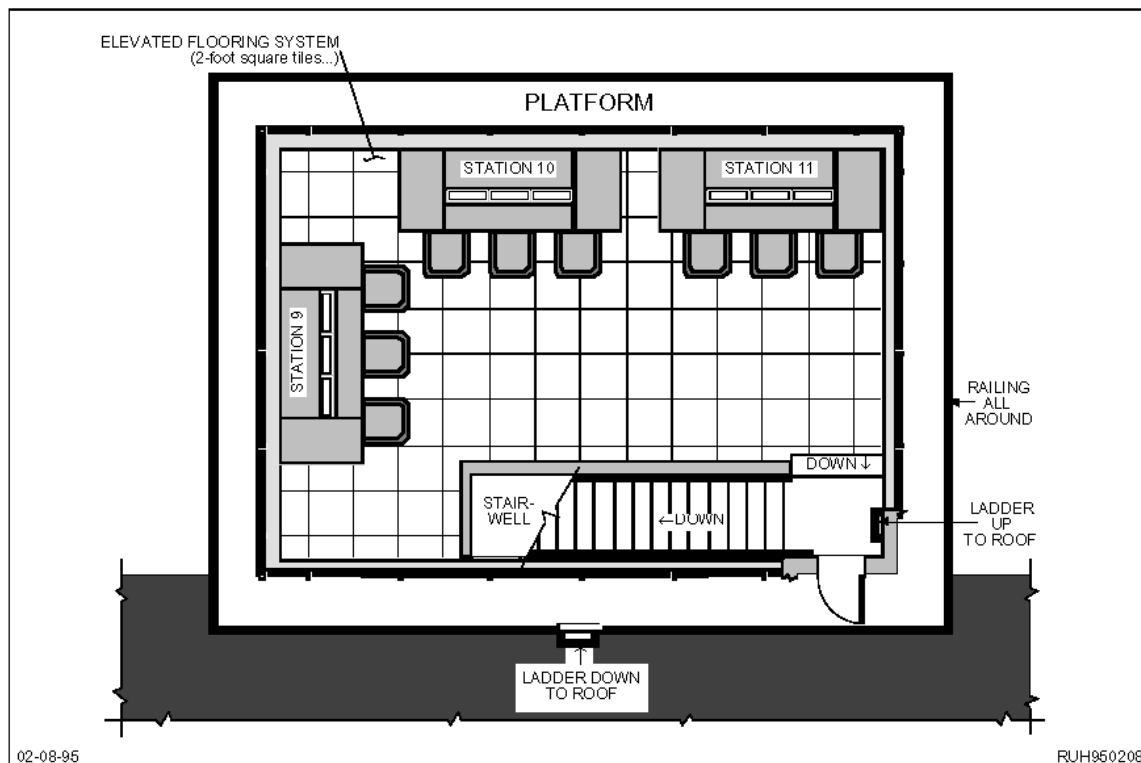 ELEVATED FLOORING SYSTEM
(2-foot square tiles...)
PLATFORM
STATION 10
STATION 11
STATION 9
RAILING
ALL
AROUND
DOWN↓
STAIR-
WELL
←DOWN
LADDER
UP
TO ROOF
LADDER DOWN
TO ROOF
02-08-95
RUH950208